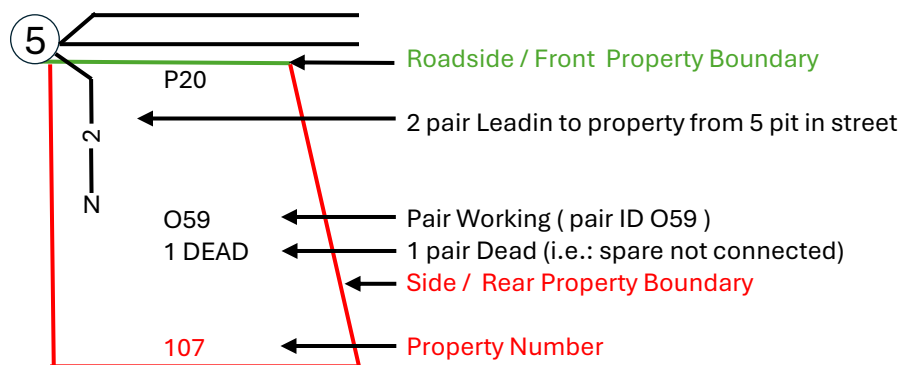 5
Roadside / Front Property Boundary
P20
2 pair Leadin to property from 5 pit in street
2
N
O59
Pair Working ( pair ID O59 )
1 DEAD
1 pair Dead (i.e.: spare not connected)
Side / Rear Property Boundary
107
Property Number